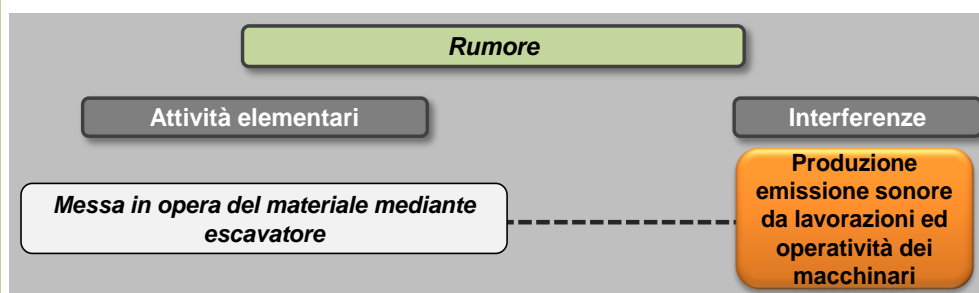 Rumore
Attività elementari
Interferenze
Messa in opera del materiale mediante
escavatore
Produzione
emissione sonore
da lavorazioni ed
operatività dei
macchinari